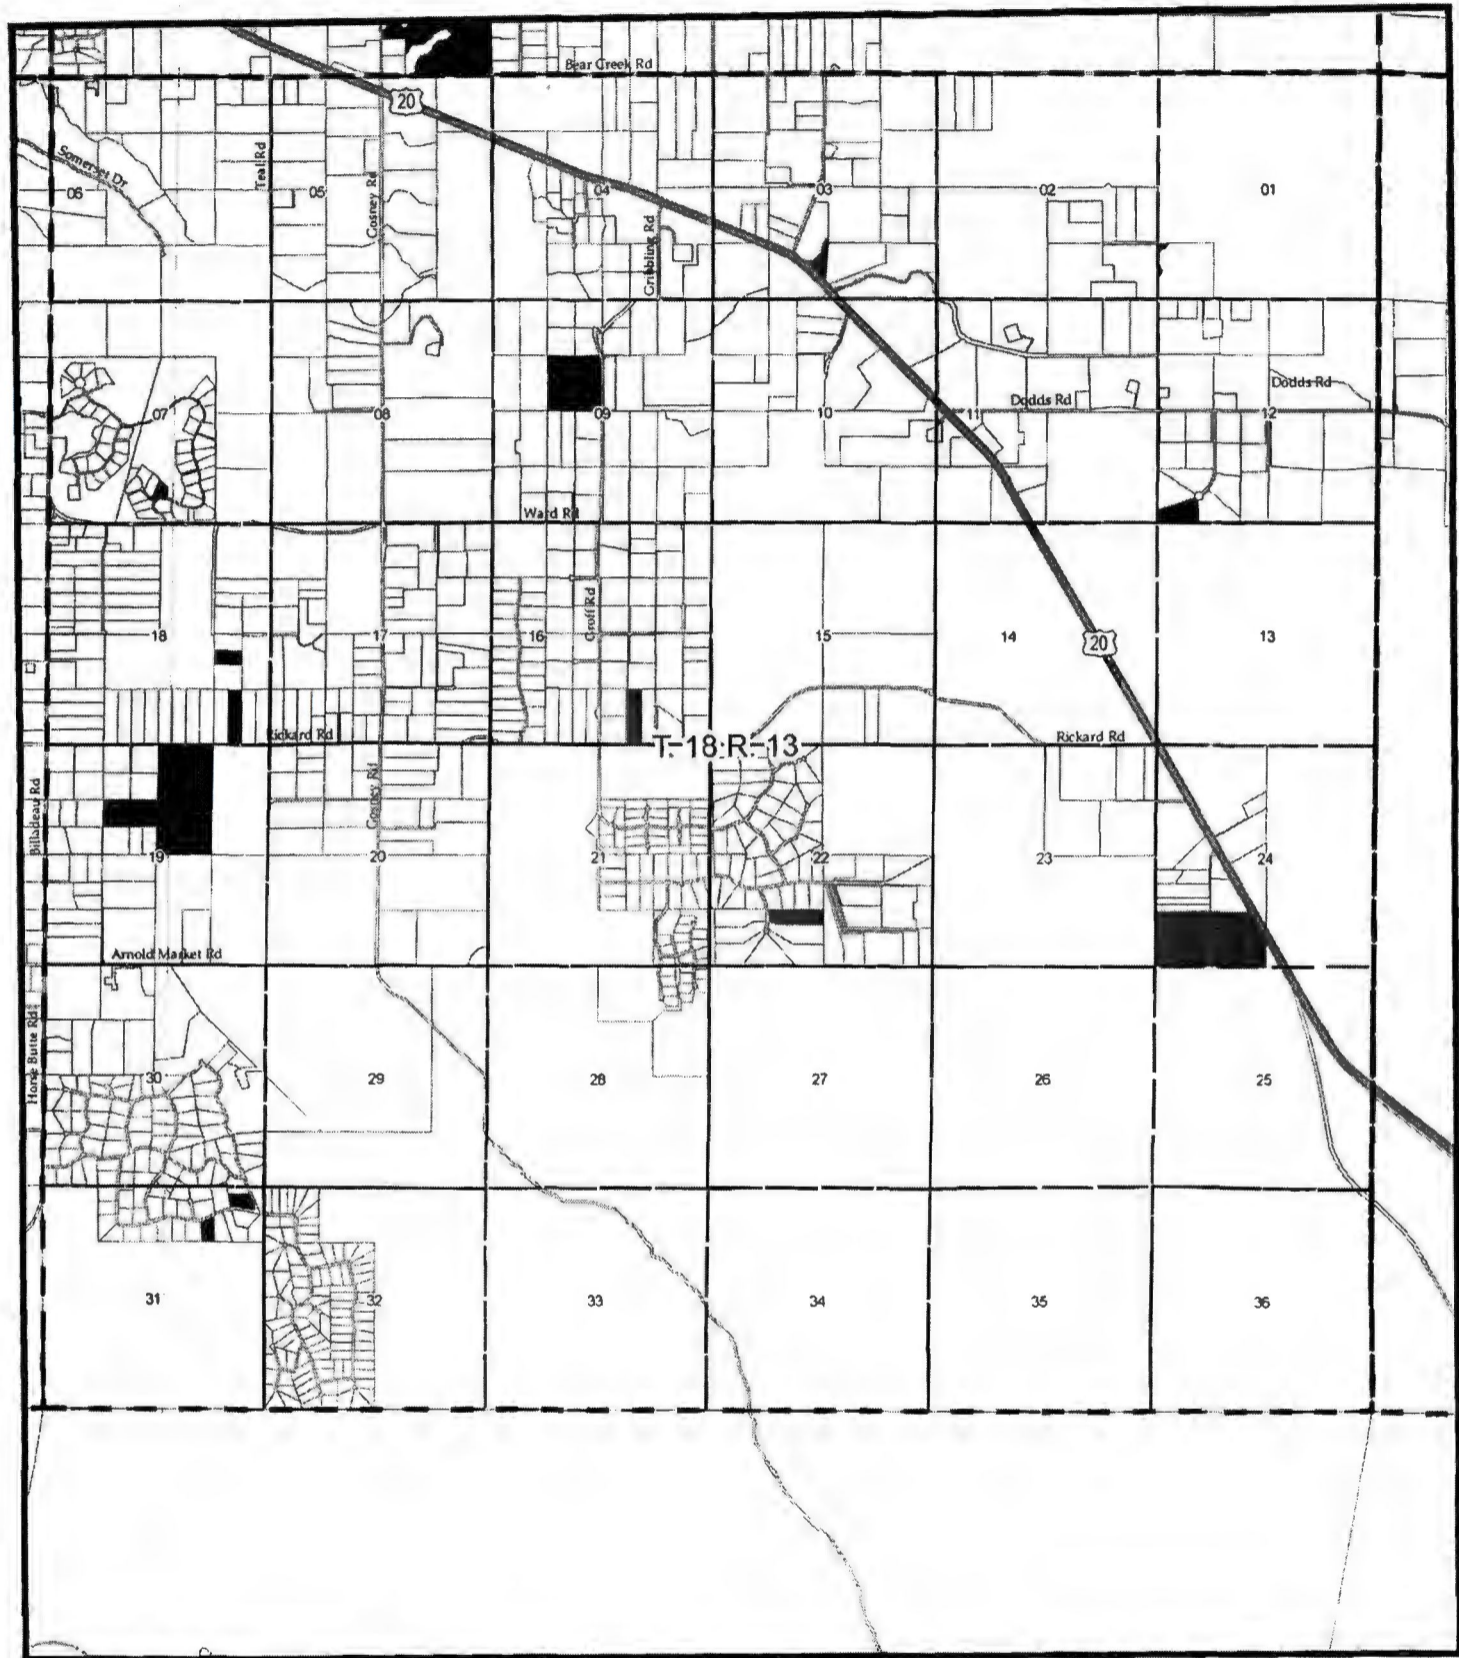 Bear Creek Rd
20
Somerset Dr
Teal Rd
Gosney Rd
06
05
04
03
02
01
Gribbling Rd
Dodds Rd
Dodds Rd
07
08
09
10
11
12
Ward Rd
Groff Rd
18
17
16
15
14
20
13
Rickard Rd
T. 18 R. 13
Rickard Rd
Billadeau Rd
Gosney Rd
19
20
21
22
23
24
Arnold Market Rd
Horse Butte Rd
30
29
28
27
26
25
31
32
33
34
35
36